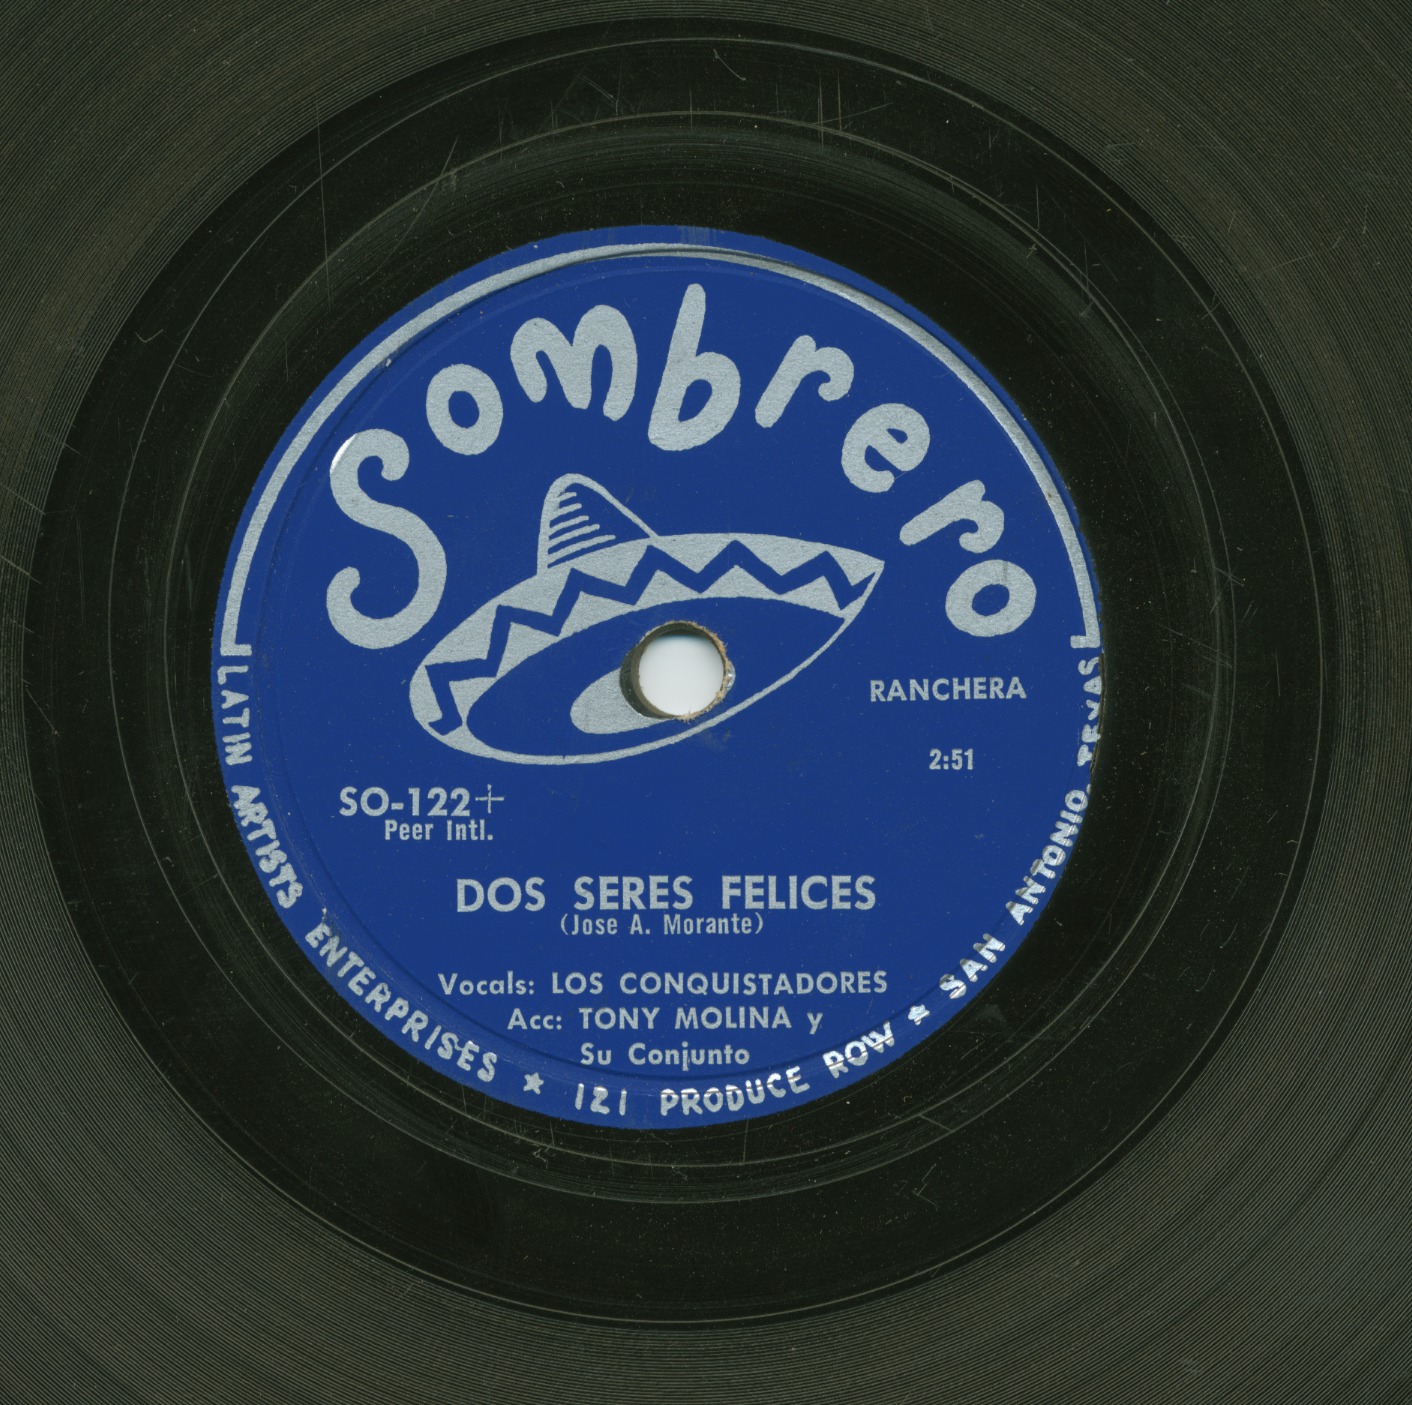 Sombrero
RANCHERA
2:51
SO-122+
Peer Intl.
DOS SERES FELICES
(Jose A. Morante)
Vocals: LOS CONQUISTADORES
Acc: TONY MOLINA y
Su Conjunto
LATIN ARTISTS ENTERPRISES ★ 121 PRODUCE ROW ★ SAN ANTONIO, TEXAS